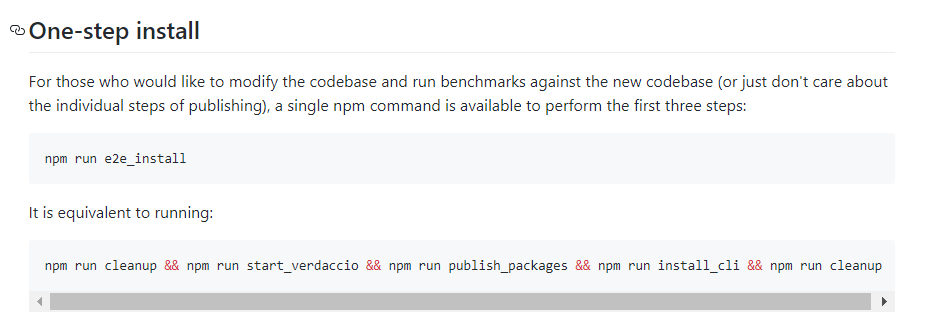 One-step install
For those who would like to modify the codebase and run benchmarks against the new codebase (or just don't care about
the individual steps of publishing), a single npm command is available to perform the first three steps:
npm run e2e_install
It is equivalent to running:
npm run cleanup && npm run start_verdaccio && npm run publish_packages && npm run install_cli && npm run cleanup